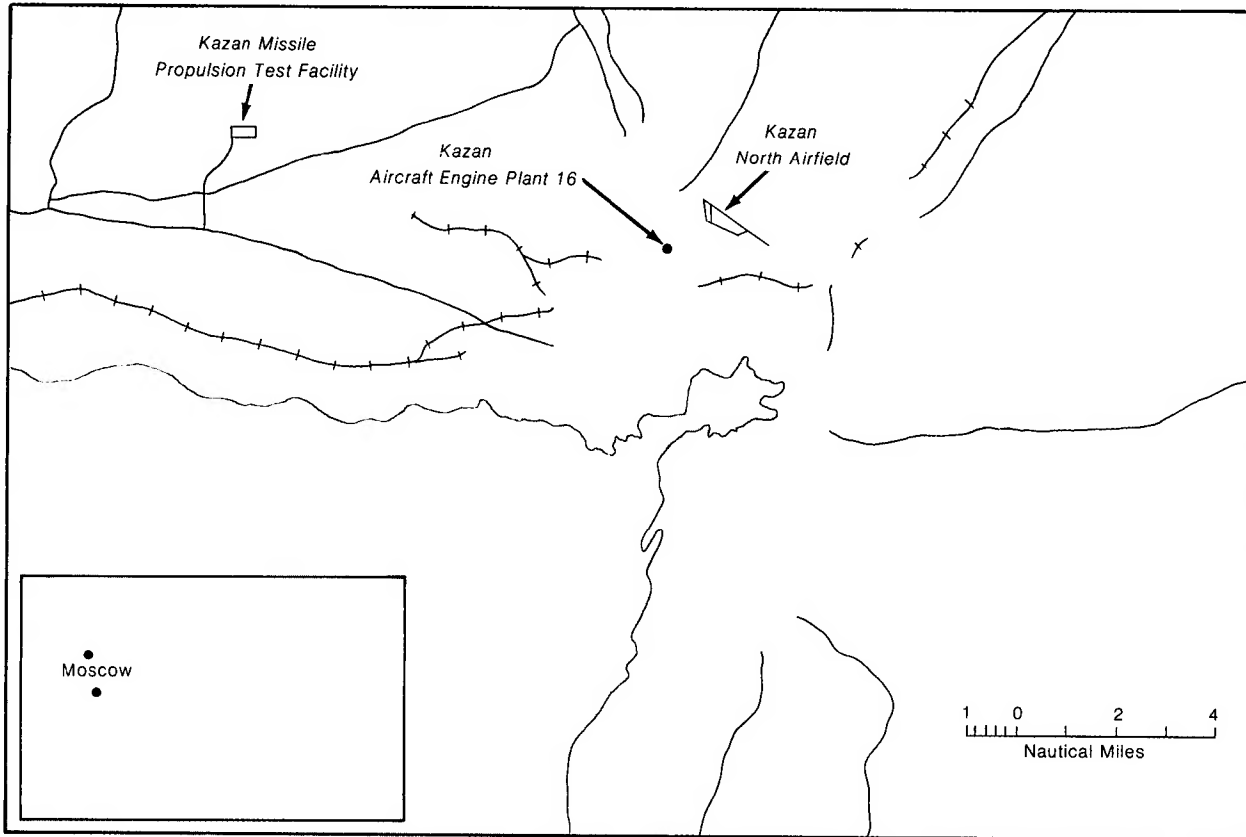 Kazan Missile
Propulsion Test Facility
Kazan
Aircraft Engine Plant 16
Kazan
North Airfield
Moscow
1 0 2 4
Nautical Miles